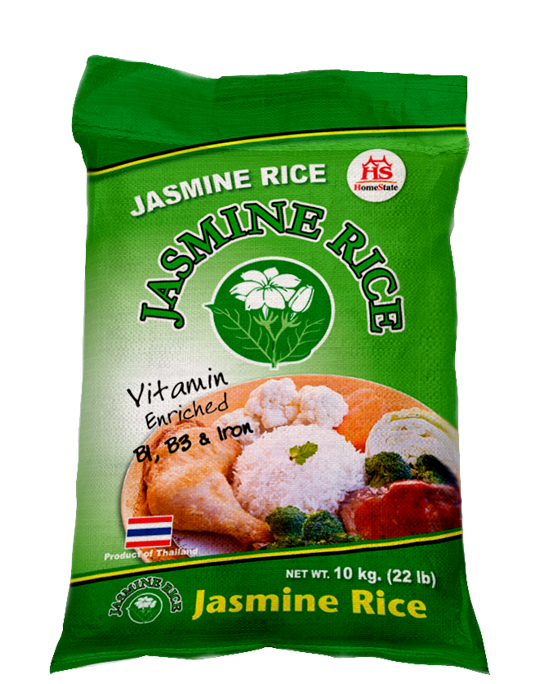 JASMINE RICE
HS
HomeState
JASMINE RICE
Vitamin
Enriched
B1, B3 & Iron
Product of Thailand
NET WT. 10 kg. (22 lb)
JASMINE RICE
Jasmine Rice